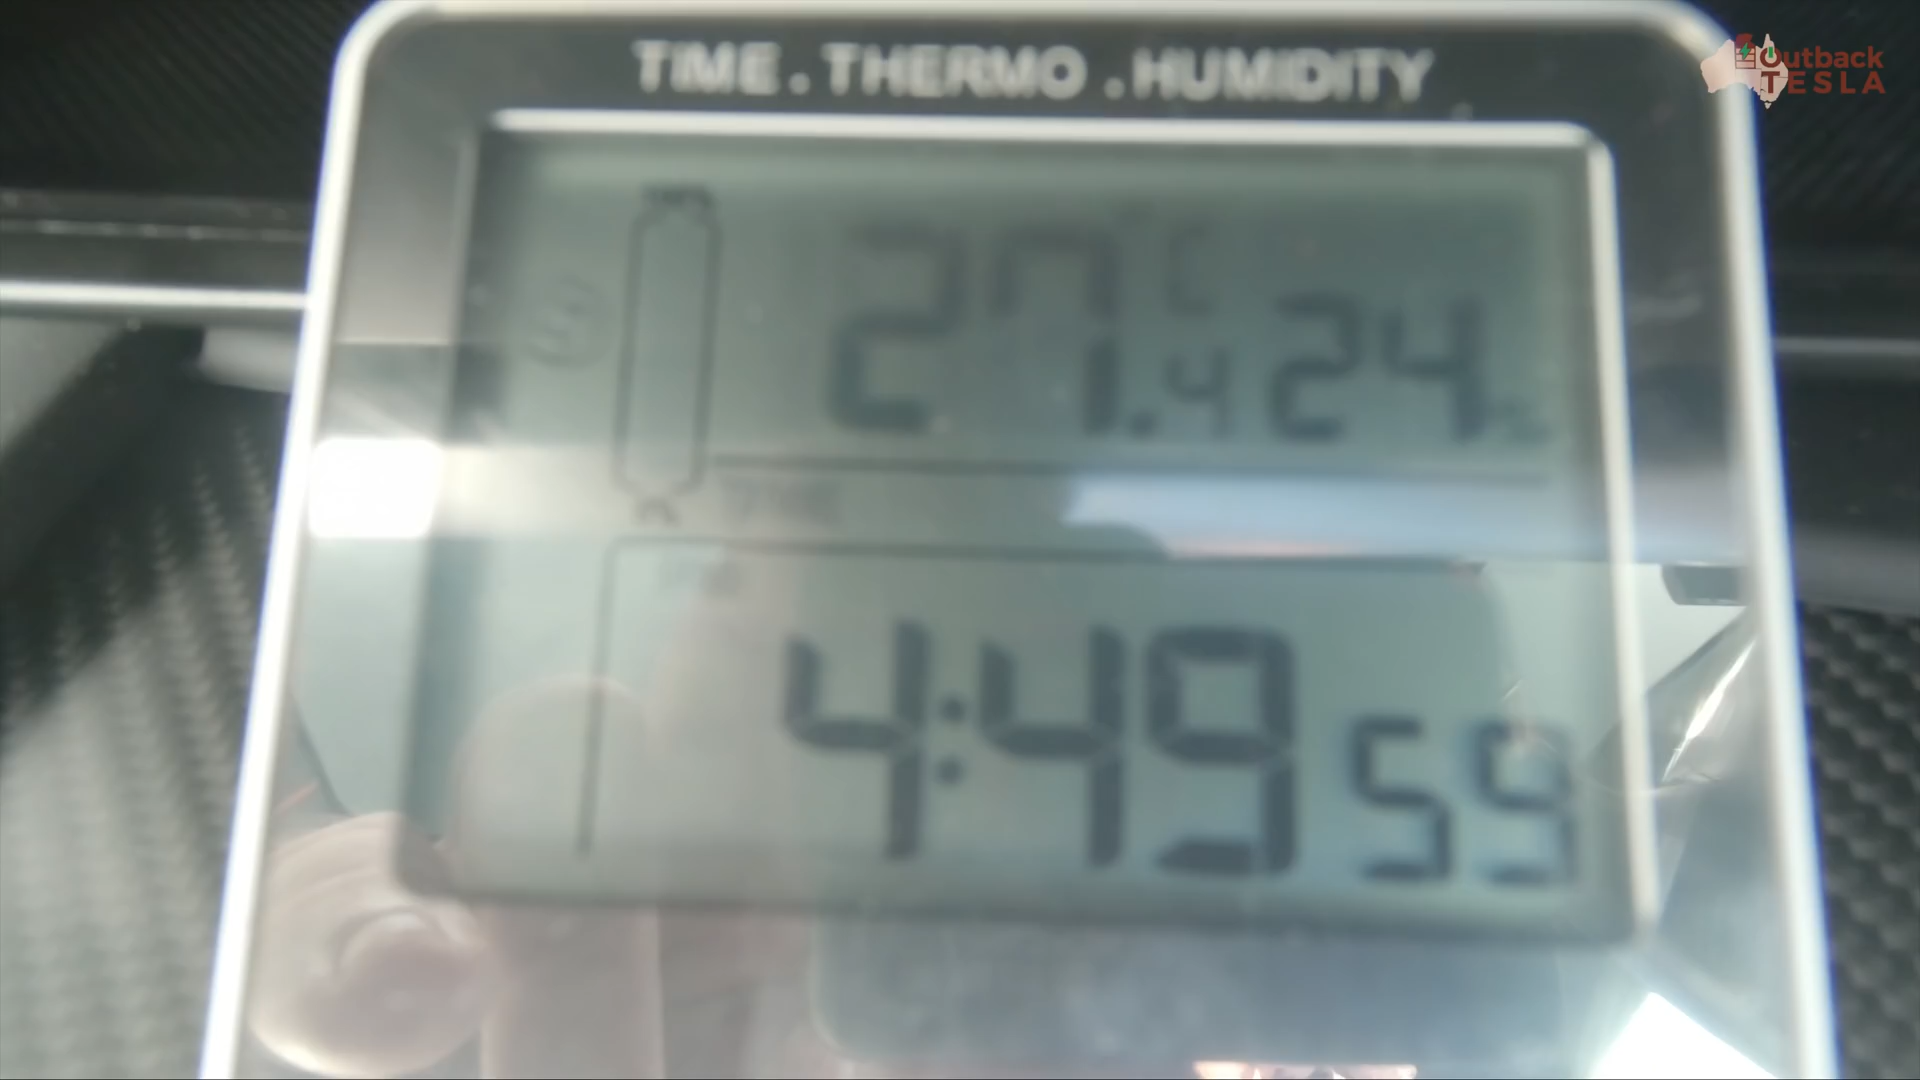 TIME . THERMO . HUMIDITY
Outback
TESLA
27.4 °C 24 %
4:49 59